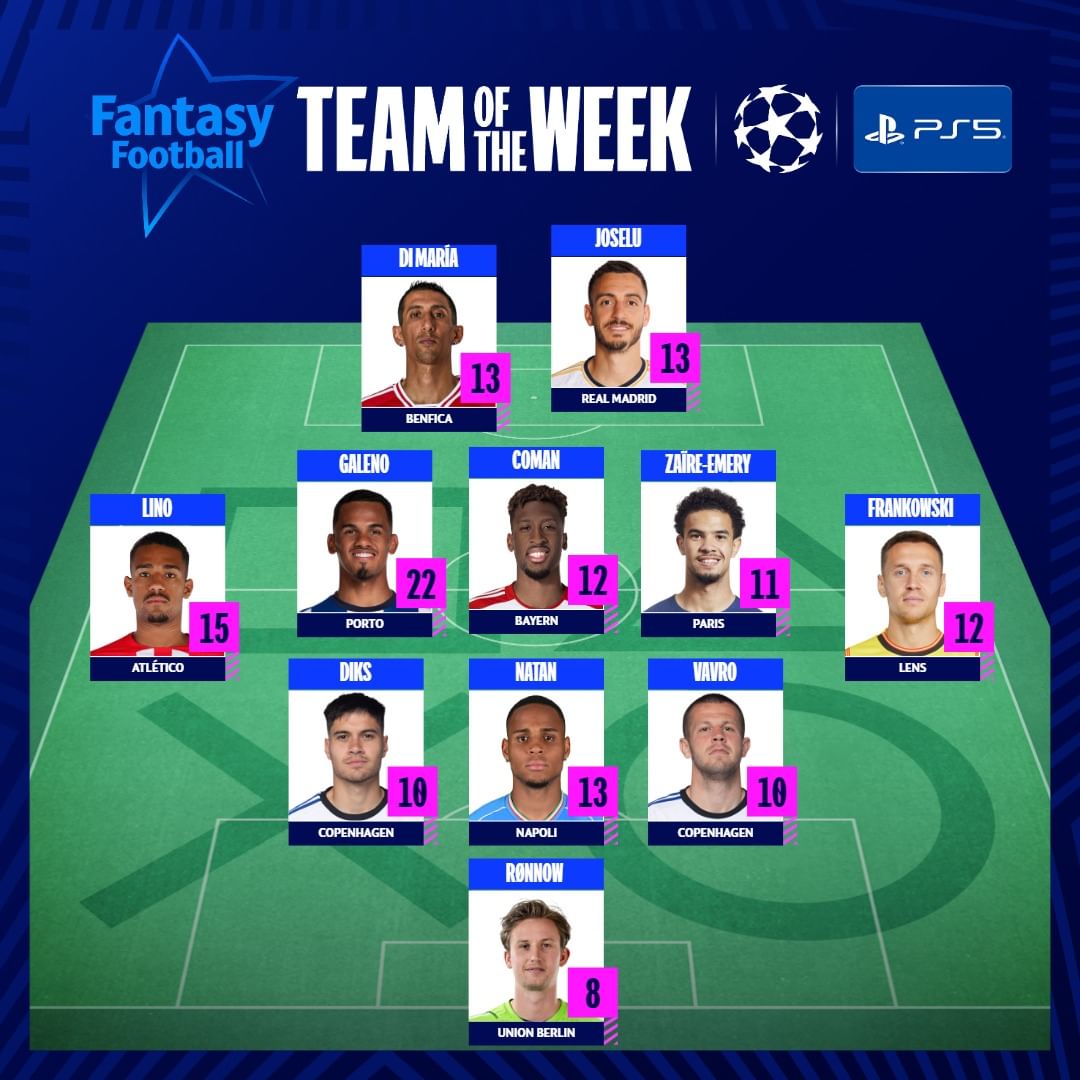 Fantasy
Football
TEAM OF THE WEEK
PS5
DI MARÍA
13
BENFICA
JOSELU
13
REAL MADRID
LINO
15
ATLÉTICO
GALENO
22
PORTO
COMAN
12
BAYERN
ZAÏRE-EMERY
11
PARIS
FRANKOWSKI
12
LENS
DIKS
10
COPENHAGEN
NATAN
13
NAPOLI
VAVRO
10
COPENHAGEN
RØNNOW
8
UNION BERLIN